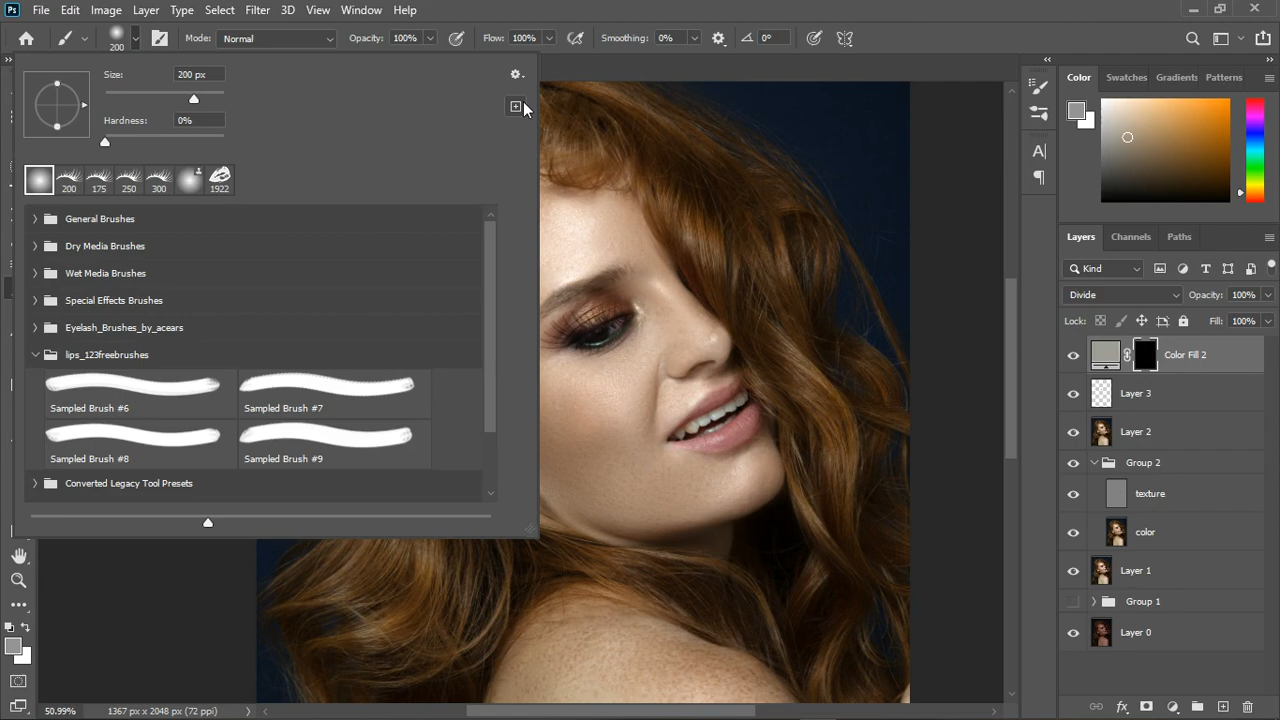 Ps File Edit Image Layer Type Select Filter 3D View Window Help
200 Mode: Normal Opacity: 100% Flow: 100% Smoothing: 0% 0°
Size: 200 px
Hardness: 0%
200 175 250 300 1922
General Brushes
Dry Media Brushes
Wet Media Brushes
Special Effects Brushes
Eyelash_Brushes_by_acears
lips_123freebrushes
Sampled Brush #6 Sampled Brush #7
Sampled Brush #8 Sampled Brush #9
Converted Legacy Tool Presets
Color Swatches Gradients Patterns
A
Layers Channels Paths
Kind
Divide Opacity: 100%
Lock: Fill: 100%
Color Fill 2
Layer 3
Layer 2
Group 2
texture
color
Layer 1
Group 1
Layer 0
50.99% 1367 px x 2048 px (72 ppi)
fx